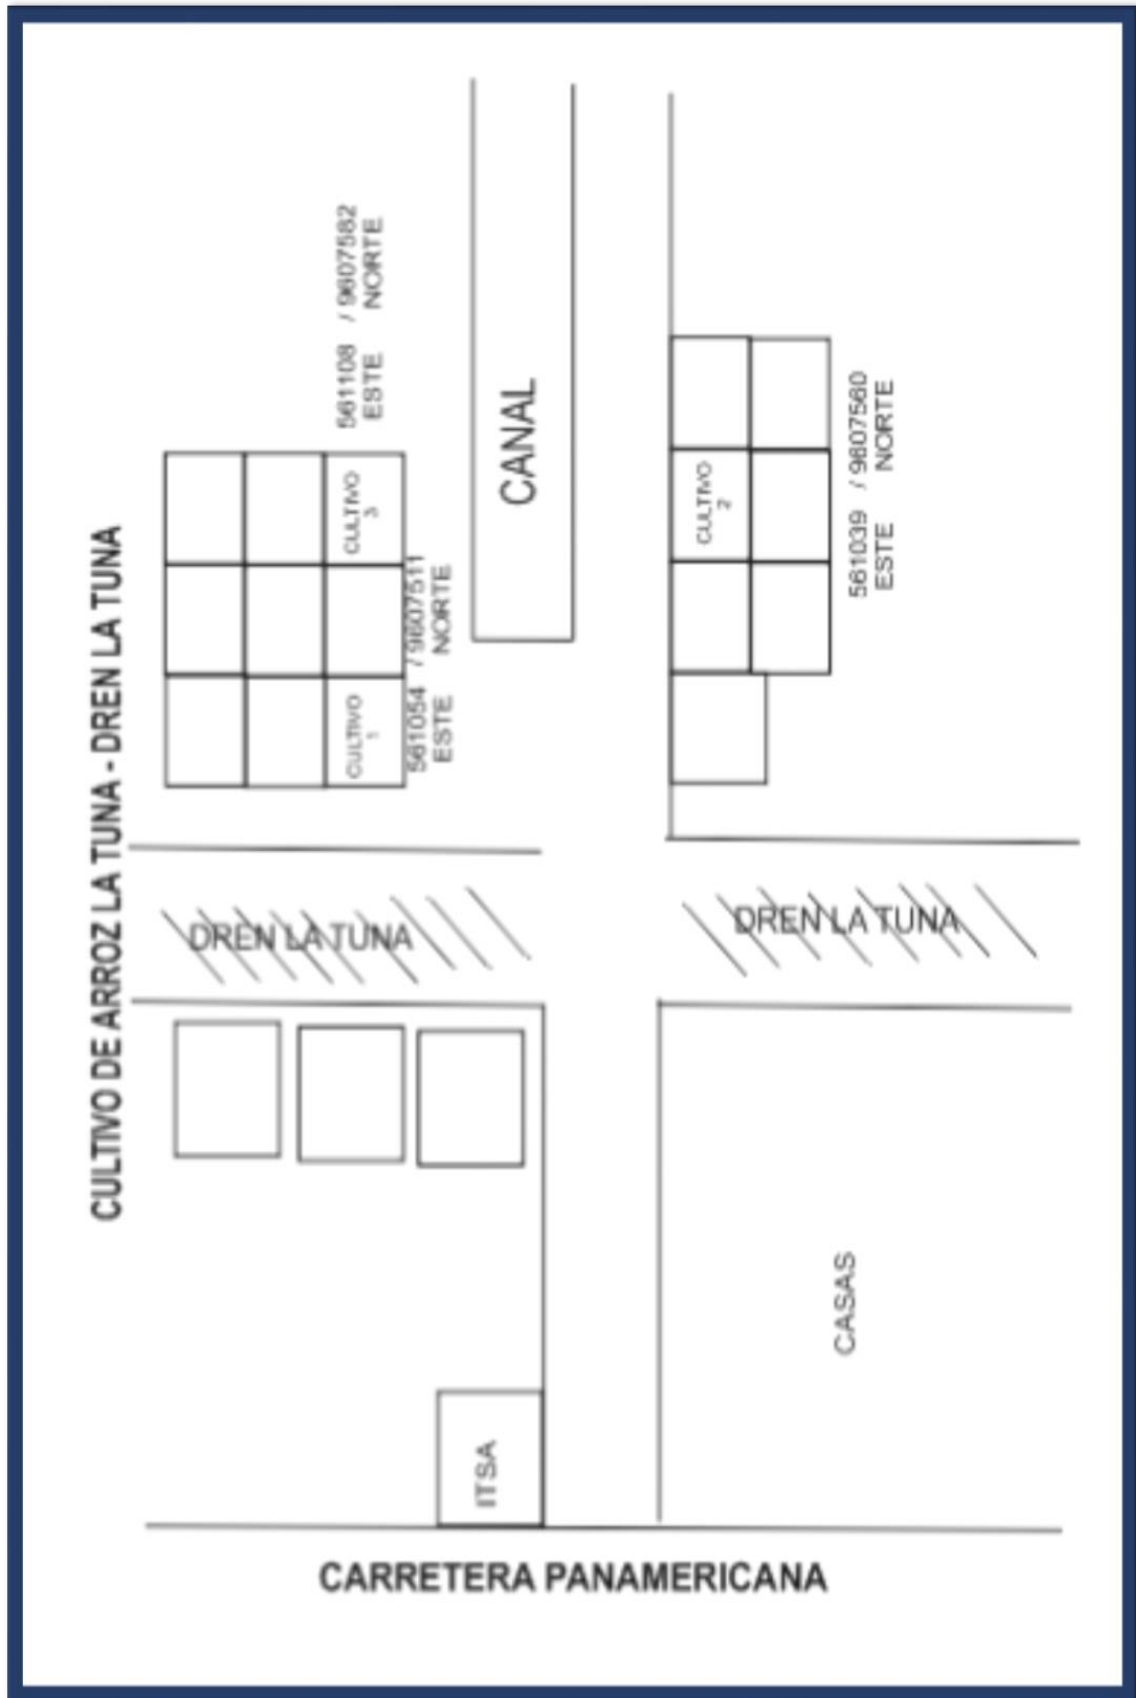 CULTIVO DE ARROZ LA TUNA - DREN LA TUNA
561108 / 9607582
ESTE NORTE
CULTIVO
3
CANAL
561054 / 9607511
ESTE NORTE
CULTIVO
1
CULTIVO
2
561039 / 9607560
ESTE NORTE
DREN LA TUNA
DREN LA TUNA
CASAS
ITSA
CARRETERA PANAMERICANA